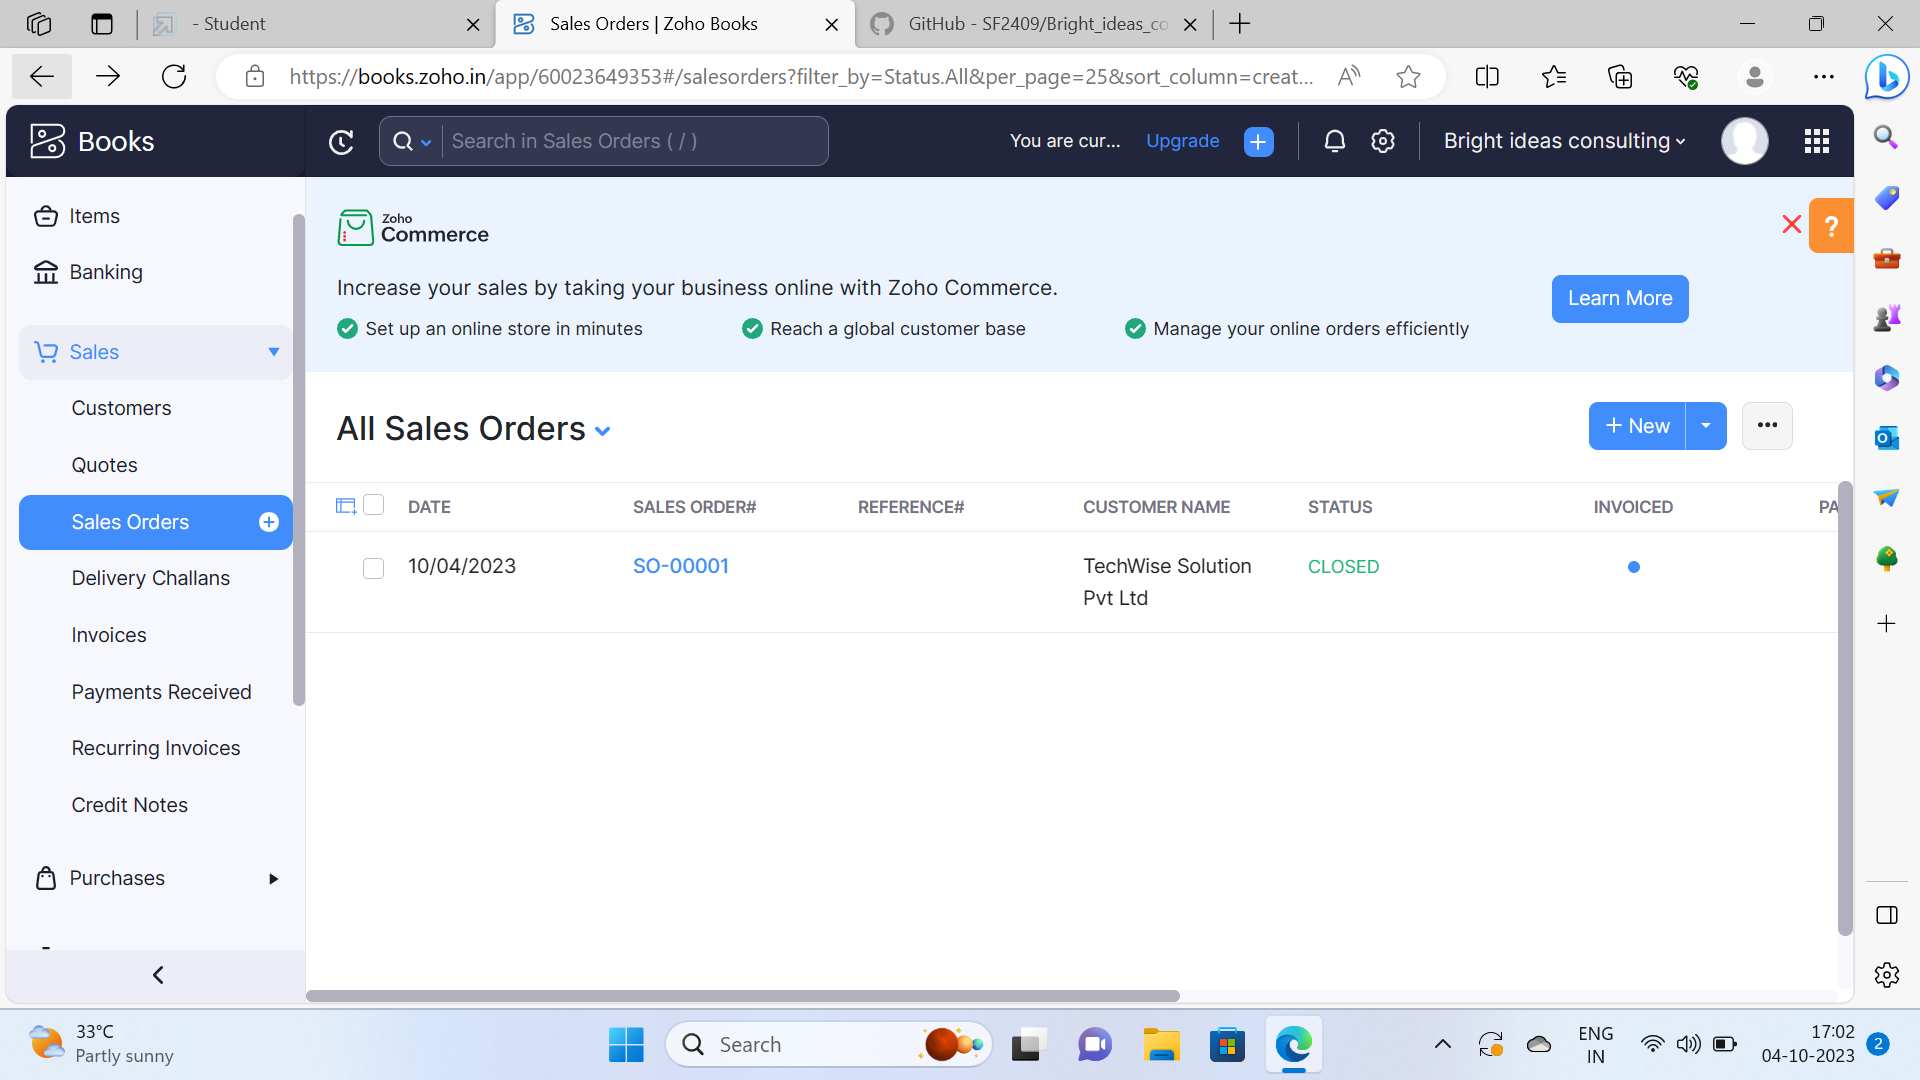 - Student
Sales Orders | Zoho Books
GitHub - SF2409/Bright_ideas_co
https://books.zoho.in/app/60023649353#/salesorders?filter_by=Status.All&per_page=25&sort_column=creat...
Books
Search in Sales Orders ( / )
You are cur...
Upgrade
Bright ideas consulting
Items
Banking
Sales
Customers
Quotes
Sales Orders
Delivery Challans
Invoices
Payments Received
Recurring Invoices
Credit Notes
Purchases
Zoho
Commerce
?
Increase your sales by taking your business online with Zoho Commerce.
Set up an online store in minutes
Reach a global customer base
Manage your online orders efficiently
Learn More
All Sales Orders
+ New
DATE SALES ORDER# REFERENCE# CUSTOMER NAME STATUS INVOICED PA
10/04/2023 SO-00001 TechWise Solution CLOSED
Pvt Ltd
33°C
Partly sunny
Search
ENG
IN
17:02
04-10-2023
2